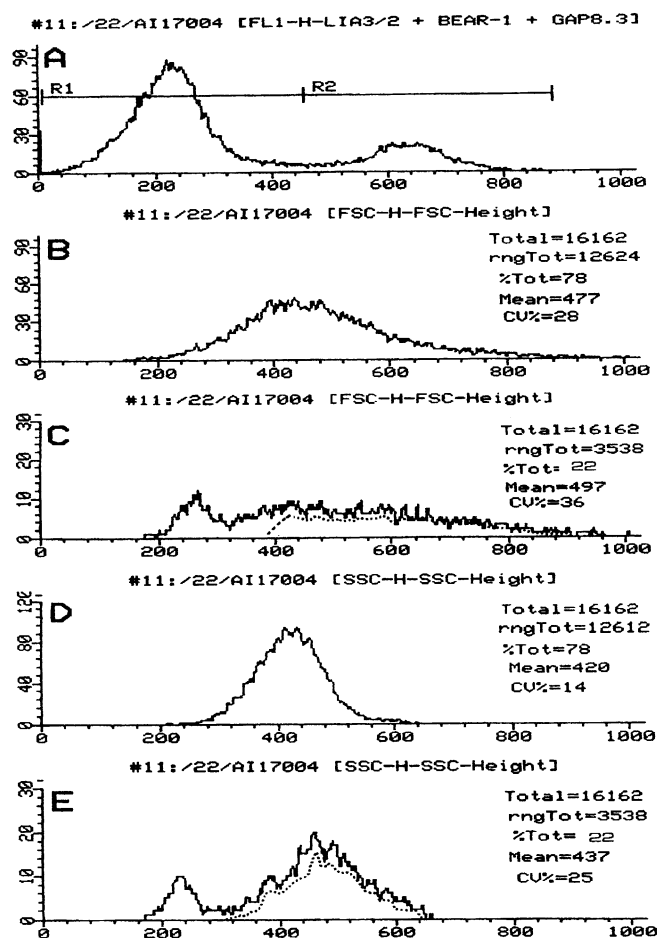 #11:/22/AI17004 [FL1-H-LIA3/2 + BEAR-1 + GAP8.3]
A
90
60
30
0
R1
R2
0 200 400 600 800 1000
#11:/22/AI17004 [FSC-H-FSC-Height]
B
90
60
30
0
Total=16162
rngTot=12624
%Tot=78
Mean=477
CV%=28
0 200 400 600 800 1000
#11:/22/AI17004 [FSC-H-FSC-Height]
C
30
20
10
0
Total=16162
rngTot=3538
%Tot= 22
Mean=497
CV%=36
0 200 400 600 800 1000
#11:/22/AI17004 [SSC-H-SSC-Height]
D
120
80
40
0
Total=16162
rngTot=12612
%Tot=78
Mean=420
CV%=14
0 200 400 600 800 1000
#11:/22/AI17004 [SSC-H-SSC-Height]
E
30
20
10
0
Total=16162
rngTot=3538
%Tot= 22
Mean=437
CV%=25
0 200 400 600 800 1000